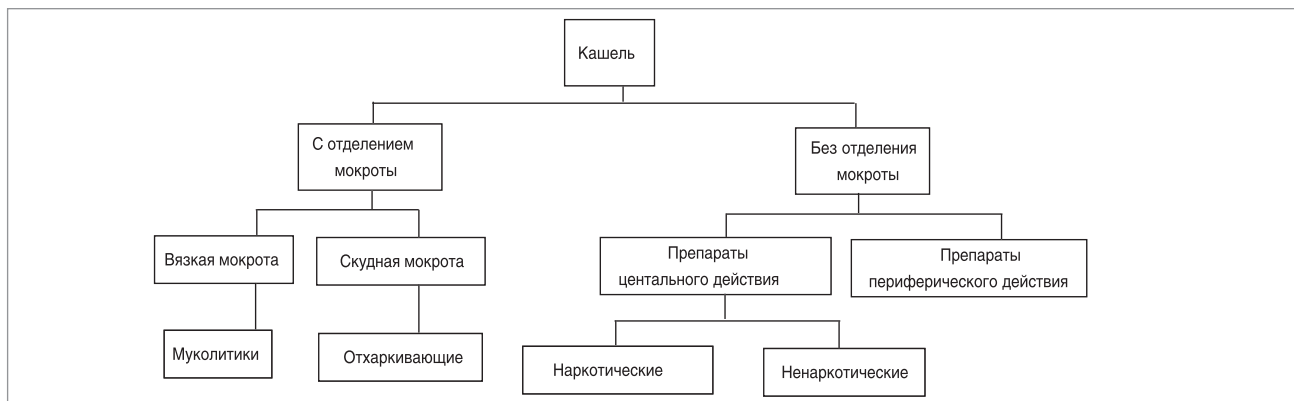 Кашель
С отделением
мокроты
Без отделения
мокроты
Вязкая мокрота
Скудная мокрота
Препараты
центального действия
Препараты
периферического действия
Муколитики
Отхаркивающие
Наркотические
Ненаркотические